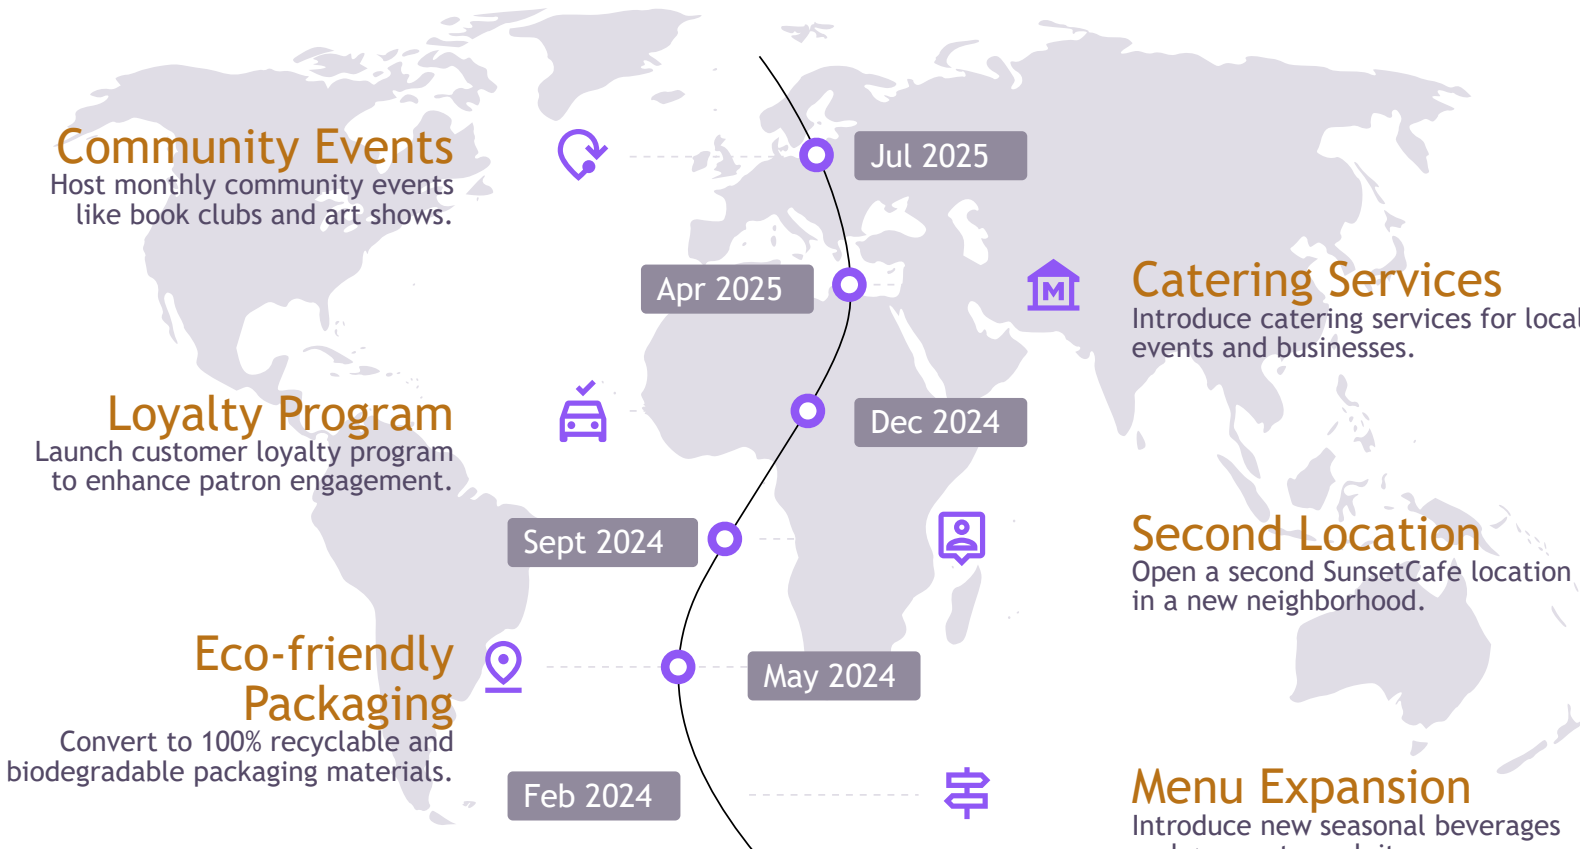 Community Events
Host monthly community events
like book clubs and art shows.
Jul 2025
Apr 2025
Catering Services
Introduce catering services for local
events and businesses.
Loyalty Program
Launch customer loyalty program
to enhance patron engagement.
Dec 2024
Sept 2024
Second Location
Open a second SunsetCafe location
in a new neighborhood.
Eco-friendly
Packaging
Convert to 100% recyclable and
biodegradable packaging materials.
May 2024
Feb 2024
Menu Expansion
Introduce new seasonal beverages